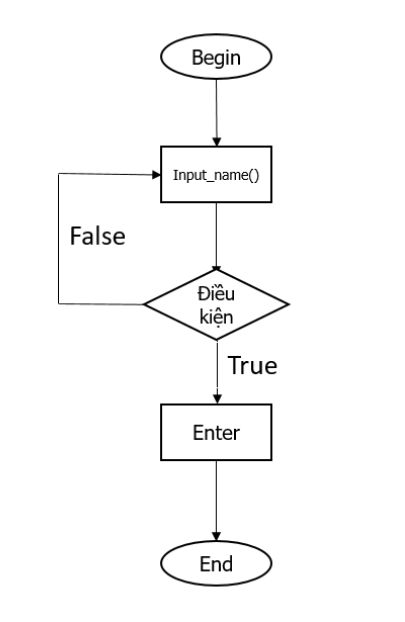 Begin
Input_name()
False
Điều
kiện
True
Enter
End